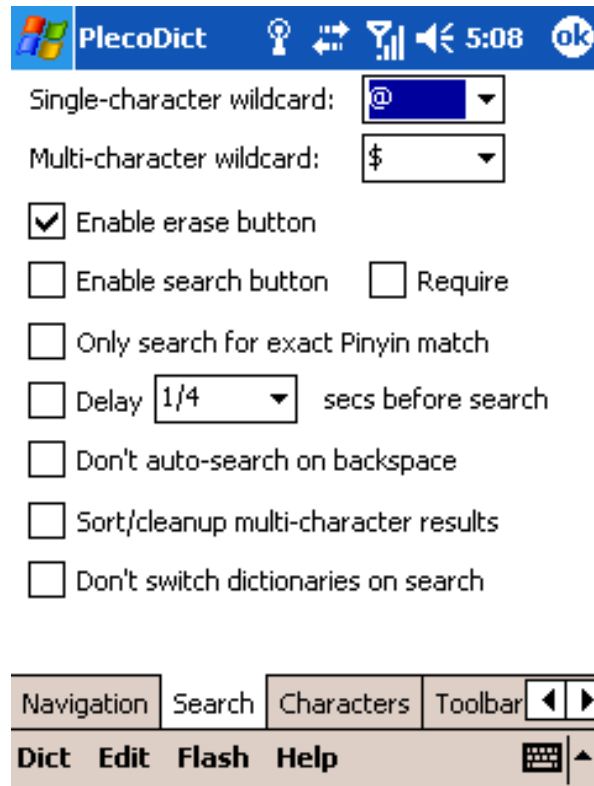 PlecoDict 5:08 ok
Single-character wildcard: @
Multi-character wildcard: $
Enable erase button
Enable search button Require
Only search for exact Pinyin match
Delay 1/4 secs before search
Don't auto-search on backspace
Sort/cleanup multi-character results
Don't switch dictionaries on search
Navigation Search Characters Toolbar
Dict Edit Flash Help